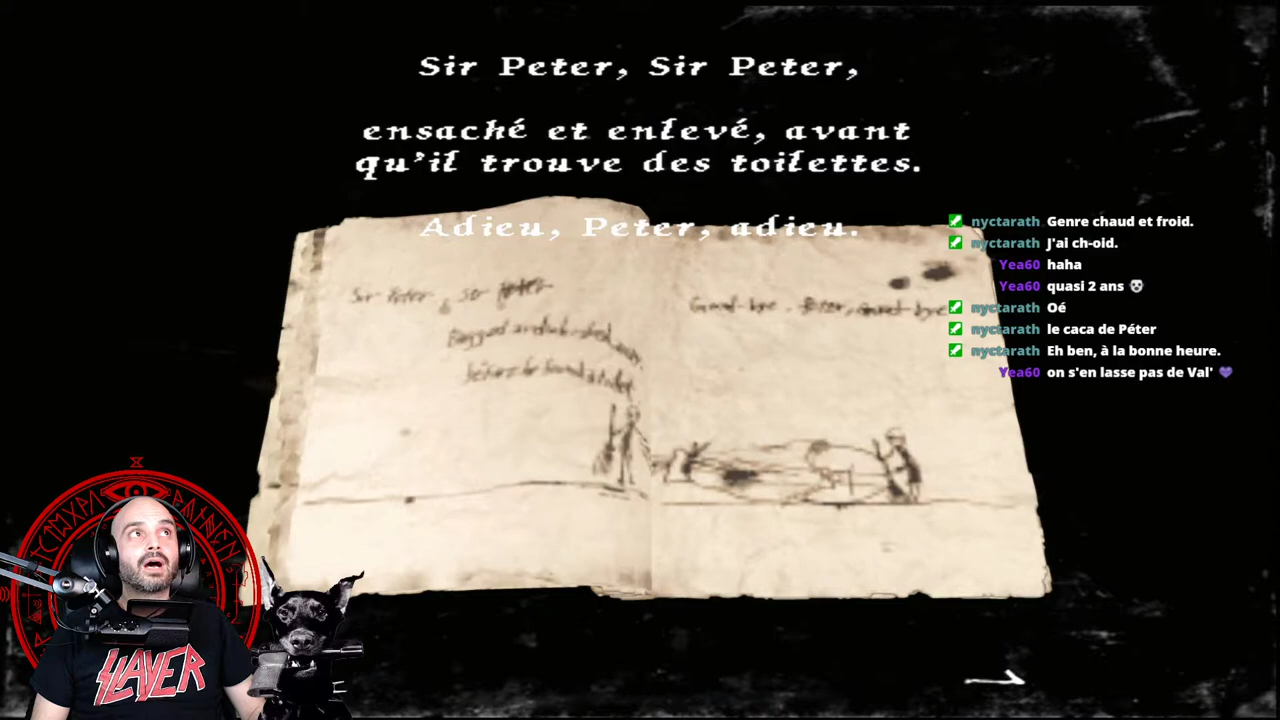 Sir Peter, Sir Peter,
ensaché et enlevé, avant
qu'il trouve des toilettes.
Adieu, Peter, adieu.
Sir Peter, Sir Peter
Good-bye, Peter, Good-bye
nyctarath Genre chaud et froid.
nyctarath J'ai ch-oid.
Yea60 haha
Yea60 quasi 2 ans
nyctarath Oé
nyctarath le caca de Péter
nyctarath Eh ben, à la bonne heure.
Yea60 on s'en lasse pas de Val' 💜
SLAYER